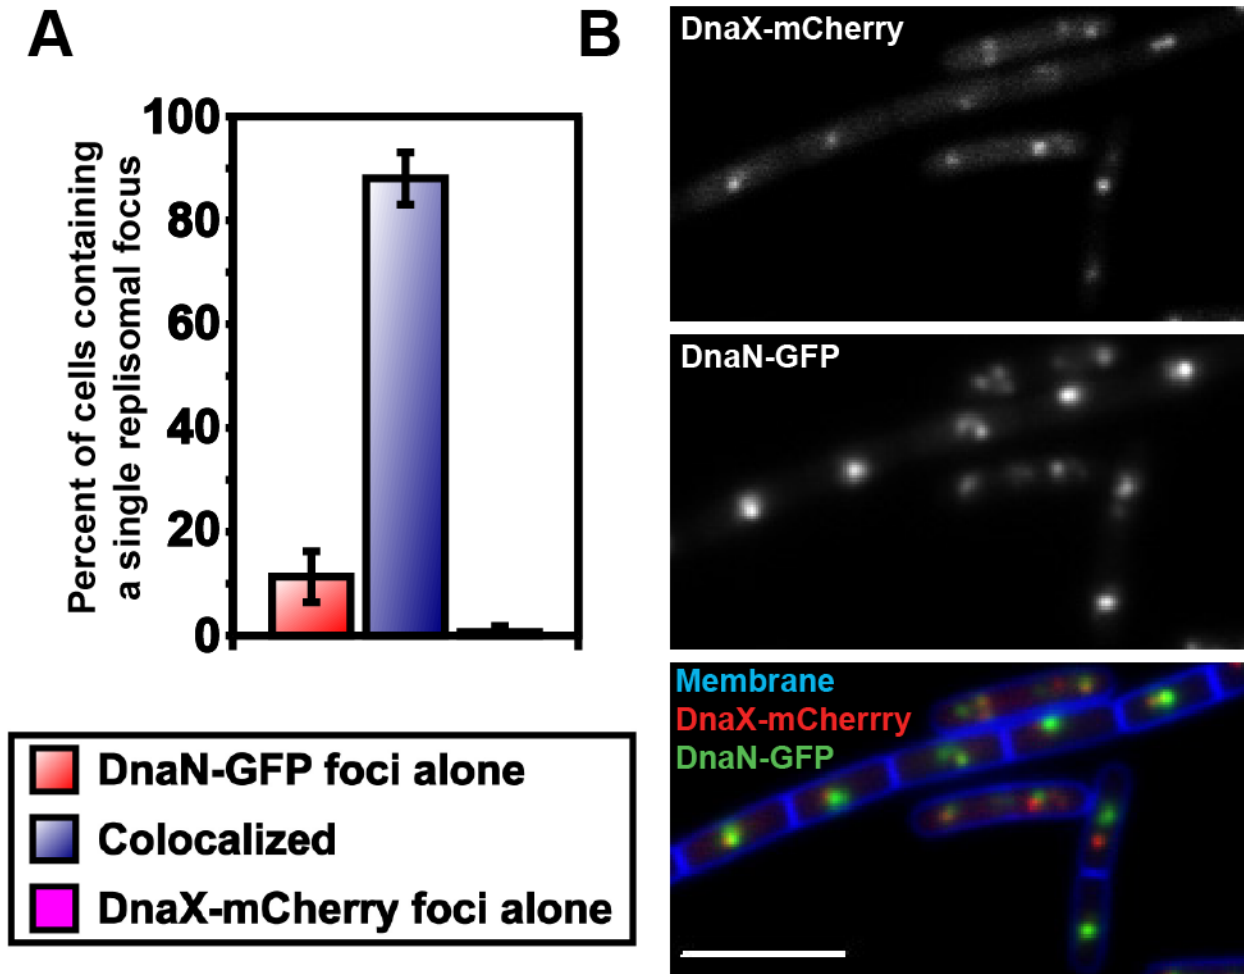 A
B
Percent of cells containing
a single replisomal focus
100
80
60
40
20
0
DnaN-GFP foci alone
Colocalized
DnaX-mCherry foci alone
DnaX-mCherry
DnaN-GFP
Membrane
DnaX-mCherrry
DnaN-GFP